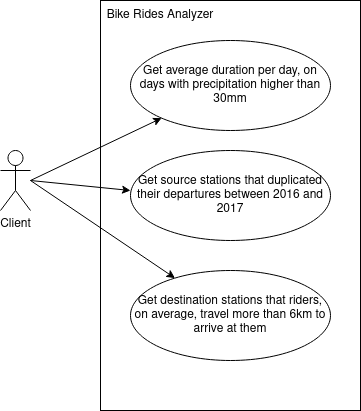 Bike Rides Analyzer
Get average duration per day, on
days with precipitation higher than
30mm
Get source stations that duplicated
their departures between 2016 and
2017
Client
Get destination stations that riders,
on average, travel more than 6km to
arrive at them